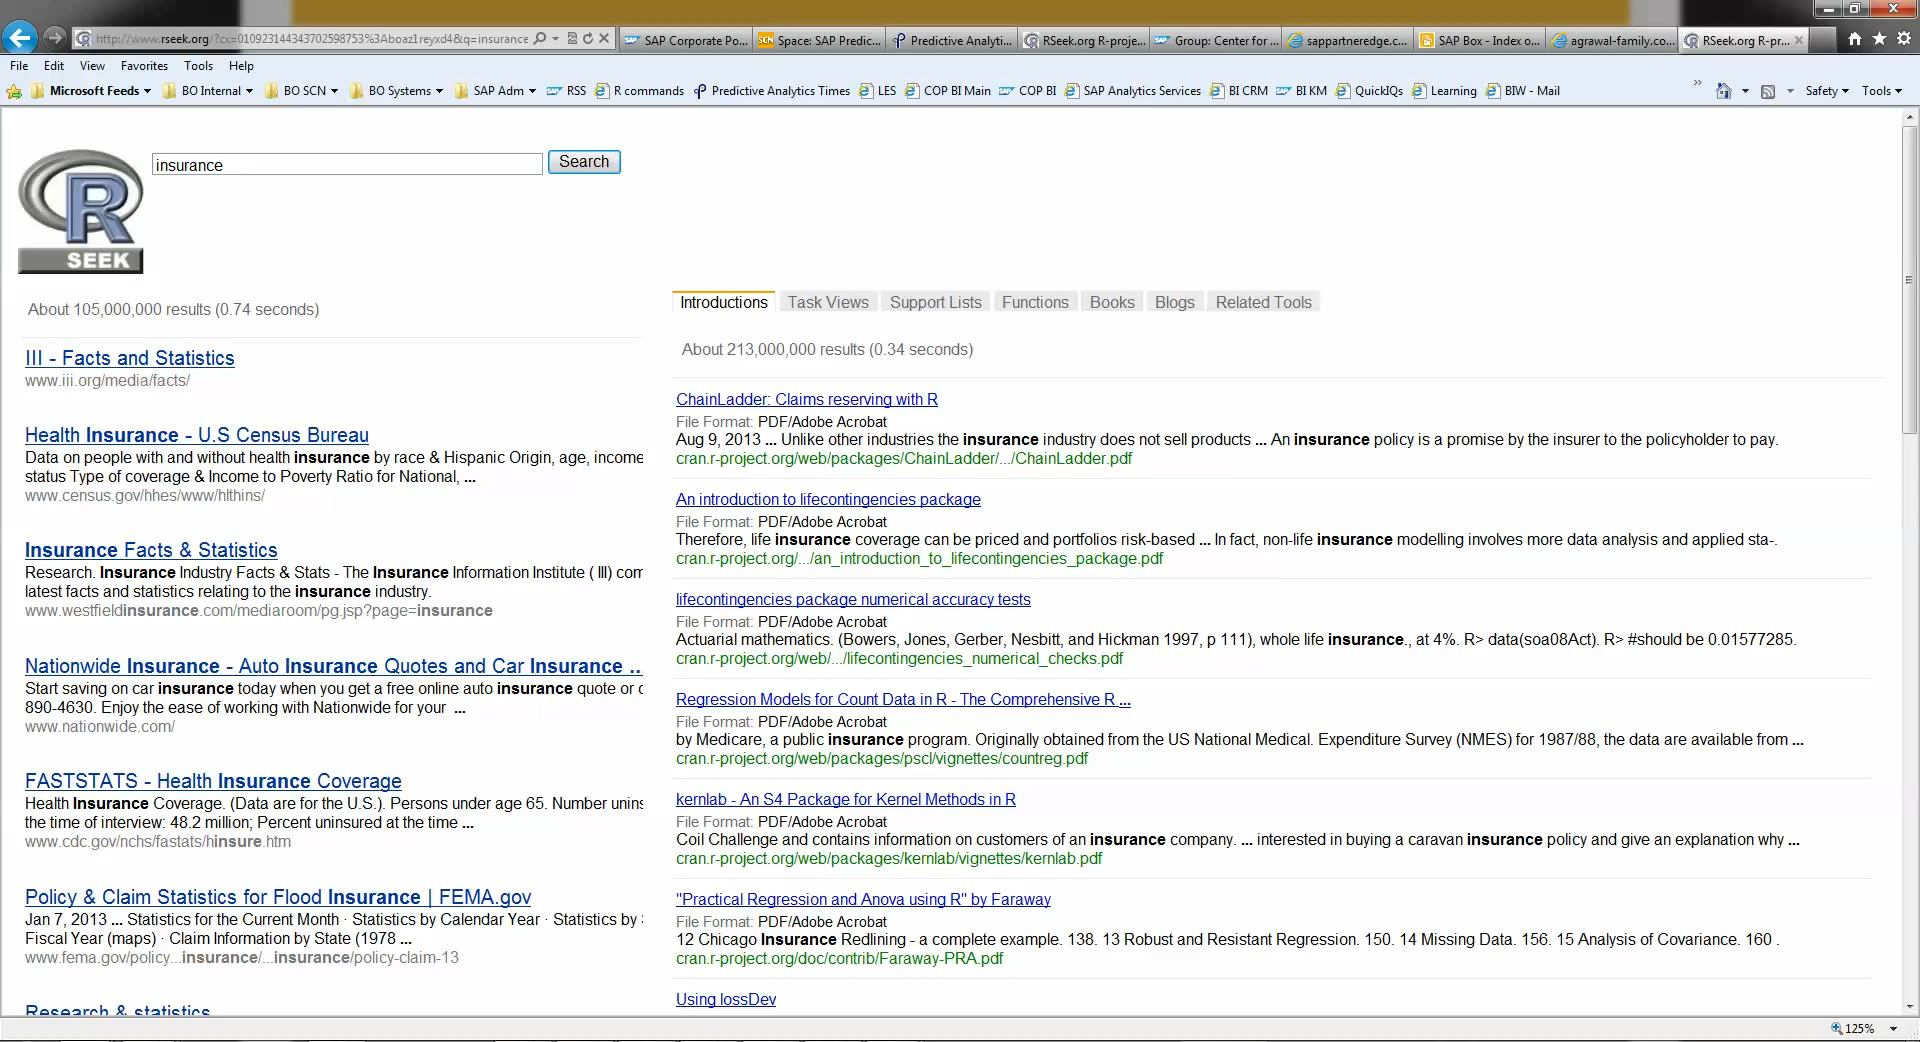 http://www.rseek.org/?cx=010923144343702598753%3Aboaz1reyxd4&q=insurance
SAP Corporate Po...
SCN Space: SAP Predic...
Predictive Analyti...
RSeek.org R-proje...
Group: Center for ...
sappartneredge.c...
SAP Box - Index o...
agrawal-family.co...
RSeek.org R-pr...
File Edit View Favorites Tools Help
Microsoft Feeds BO Internal BO SCN BO Systems SAP Adm RSS R commands Predictive Analytics Times LES COP BI Main COP BI SAP Analytics Services BI CRM BI KM QuickIQs Learning BIW - Mail » Safety Tools
R SEEK
insurance Search
About 105,000,000 results (0.74 seconds)
III - Facts and Statistics
www.iii.org/media/facts/
Health Insurance - U.S Census Bureau
Data on people with and without health insurance by race & Hispanic Origin, age, income
status Type of coverage & Income to Poverty Ratio for National, ...
www.census.gov/hhes/www/hlthins/
Insurance Facts & Statistics
Research. Insurance Industry Facts & Stats - The Insurance Information Institute ( III) com
latest facts and statistics relating to the insurance industry.
www.westfieldinsurance.com/mediaroom/pg.jsp?page=insurance
Nationwide Insurance - Auto Insurance Quotes and Car Insurance ...
Start saving on car insurance today when you get a free online auto insurance quote or c
890-4630. Enjoy the ease of working with Nationwide for your ...
www.nationwide.com/
FASTSTATS - Health Insurance Coverage
Health Insurance Coverage. (Data are for the U.S.). Persons under age 65. Number unins
the time of interview: 48.2 million; Percent uninsured at the time ...
www.cdc.gov/nchs/fastats/hinsure.htm
Policy & Claim Statistics for Flood Insurance | FEMA.gov
Jan 7, 2013 ... Statistics for the Current Month · Statistics by Calendar Year · Statistics by
Fiscal Year (maps) · Claim Information by State (1978 ...
www.fema.gov/policy...insurance/...insurance/policy-claim-13
Research & statistics
Introductions Task Views Support Lists Functions Books Blogs Related Tools
About 213,000,000 results (0.34 seconds)
ChainLadder: Claims reserving with R
File Format: PDF/Adobe Acrobat
Aug 9, 2013 ... Unlike other industries the insurance industry does not sell products ... An insurance policy is a promise by the insurer to the policyholder to pay.
cran.r-project.org/web/packages/ChainLadder/.../ChainLadder.pdf
An introduction to lifecontingencies package
File Format: PDF/Adobe Acrobat
Therefore, life insurance coverage can be priced and portfolios risk-based ... In fact, non-life insurance modelling involves more data analysis and applied sta-.
cran.r-project.org/.../an_introduction_to_lifecontingencies_package.pdf
lifecontingencies package numerical accuracy tests
File Format: PDF/Adobe Acrobat
Actuarial mathematics. (Bowers, Jones, Gerber, Nesbitt, and Hickman 1997, p 111), whole life insurance., at 4%. R> data(soa08Act). R> #should be 0.01577285.
cran.r-project.org/web/.../lifecontingencies_numerical_checks.pdf
Regression Models for Count Data in R - The Comprehensive R ...
File Format: PDF/Adobe Acrobat
by Medicare, a public insurance program. Originally obtained from the US National Medical. Expenditure Survey (NMES) for 1987/88, the data are available from ...
cran.r-project.org/web/packages/pscl/vignettes/countreg.pdf
kernlab - An S4 Package for Kernel Methods in R
File Format: PDF/Adobe Acrobat
Coil Challenge and contains information on customers of an insurance company. ... interested in buying a caravan insurance policy and give an explanation why ...
cran.r-project.org/web/packages/kernlab/vignettes/kernlab.pdf
"Practical Regression and Anova using R" by Faraway
File Format: PDF/Adobe Acrobat
12 Chicago Insurance Redlining - a complete example. 138. 13 Robust and Resistant Regression. 150. 14 Missing Data. 156. 15 Analysis of Covariance. 160 .
cran.r-project.org/doc/contrib/Faraway-PRA.pdf
Using lossDev
125%